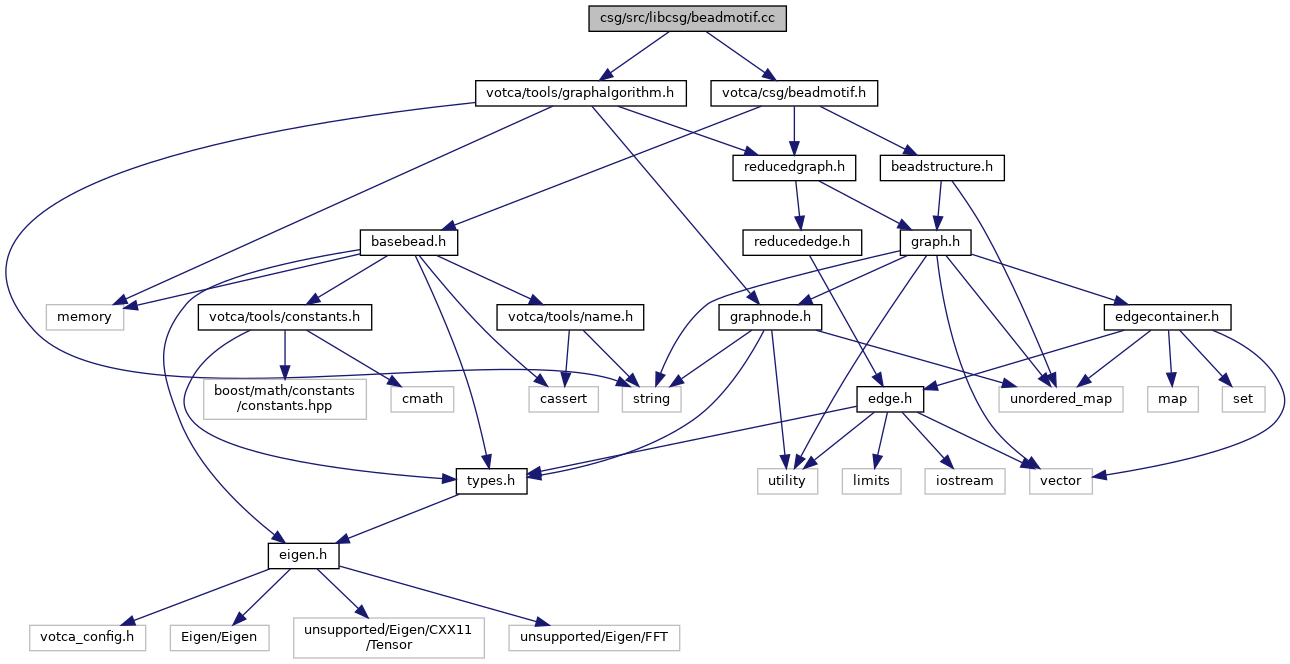 csg/src/libcsg/beadmotif.cc
votca/tools/graphalgorithm.h
votca/csg/beadmotif.h
reducedgraph.h
beadstructure.h
basebead.h
reducededge.h
graph.h
memory
votca/tools/constants.h
votca/tools/name.h
graphnode.h
edgecontainer.h
boost/math/constants
/constants.hpp
cmath
cassert
string
edge.h
unordered_map
map
set
types.h
utility
limits
iostream
vector
eigen.h
votca_config.h
Eigen/Eigen
unsupported/Eigen/CXX11
/Tensor
unsupported/Eigen/FFT